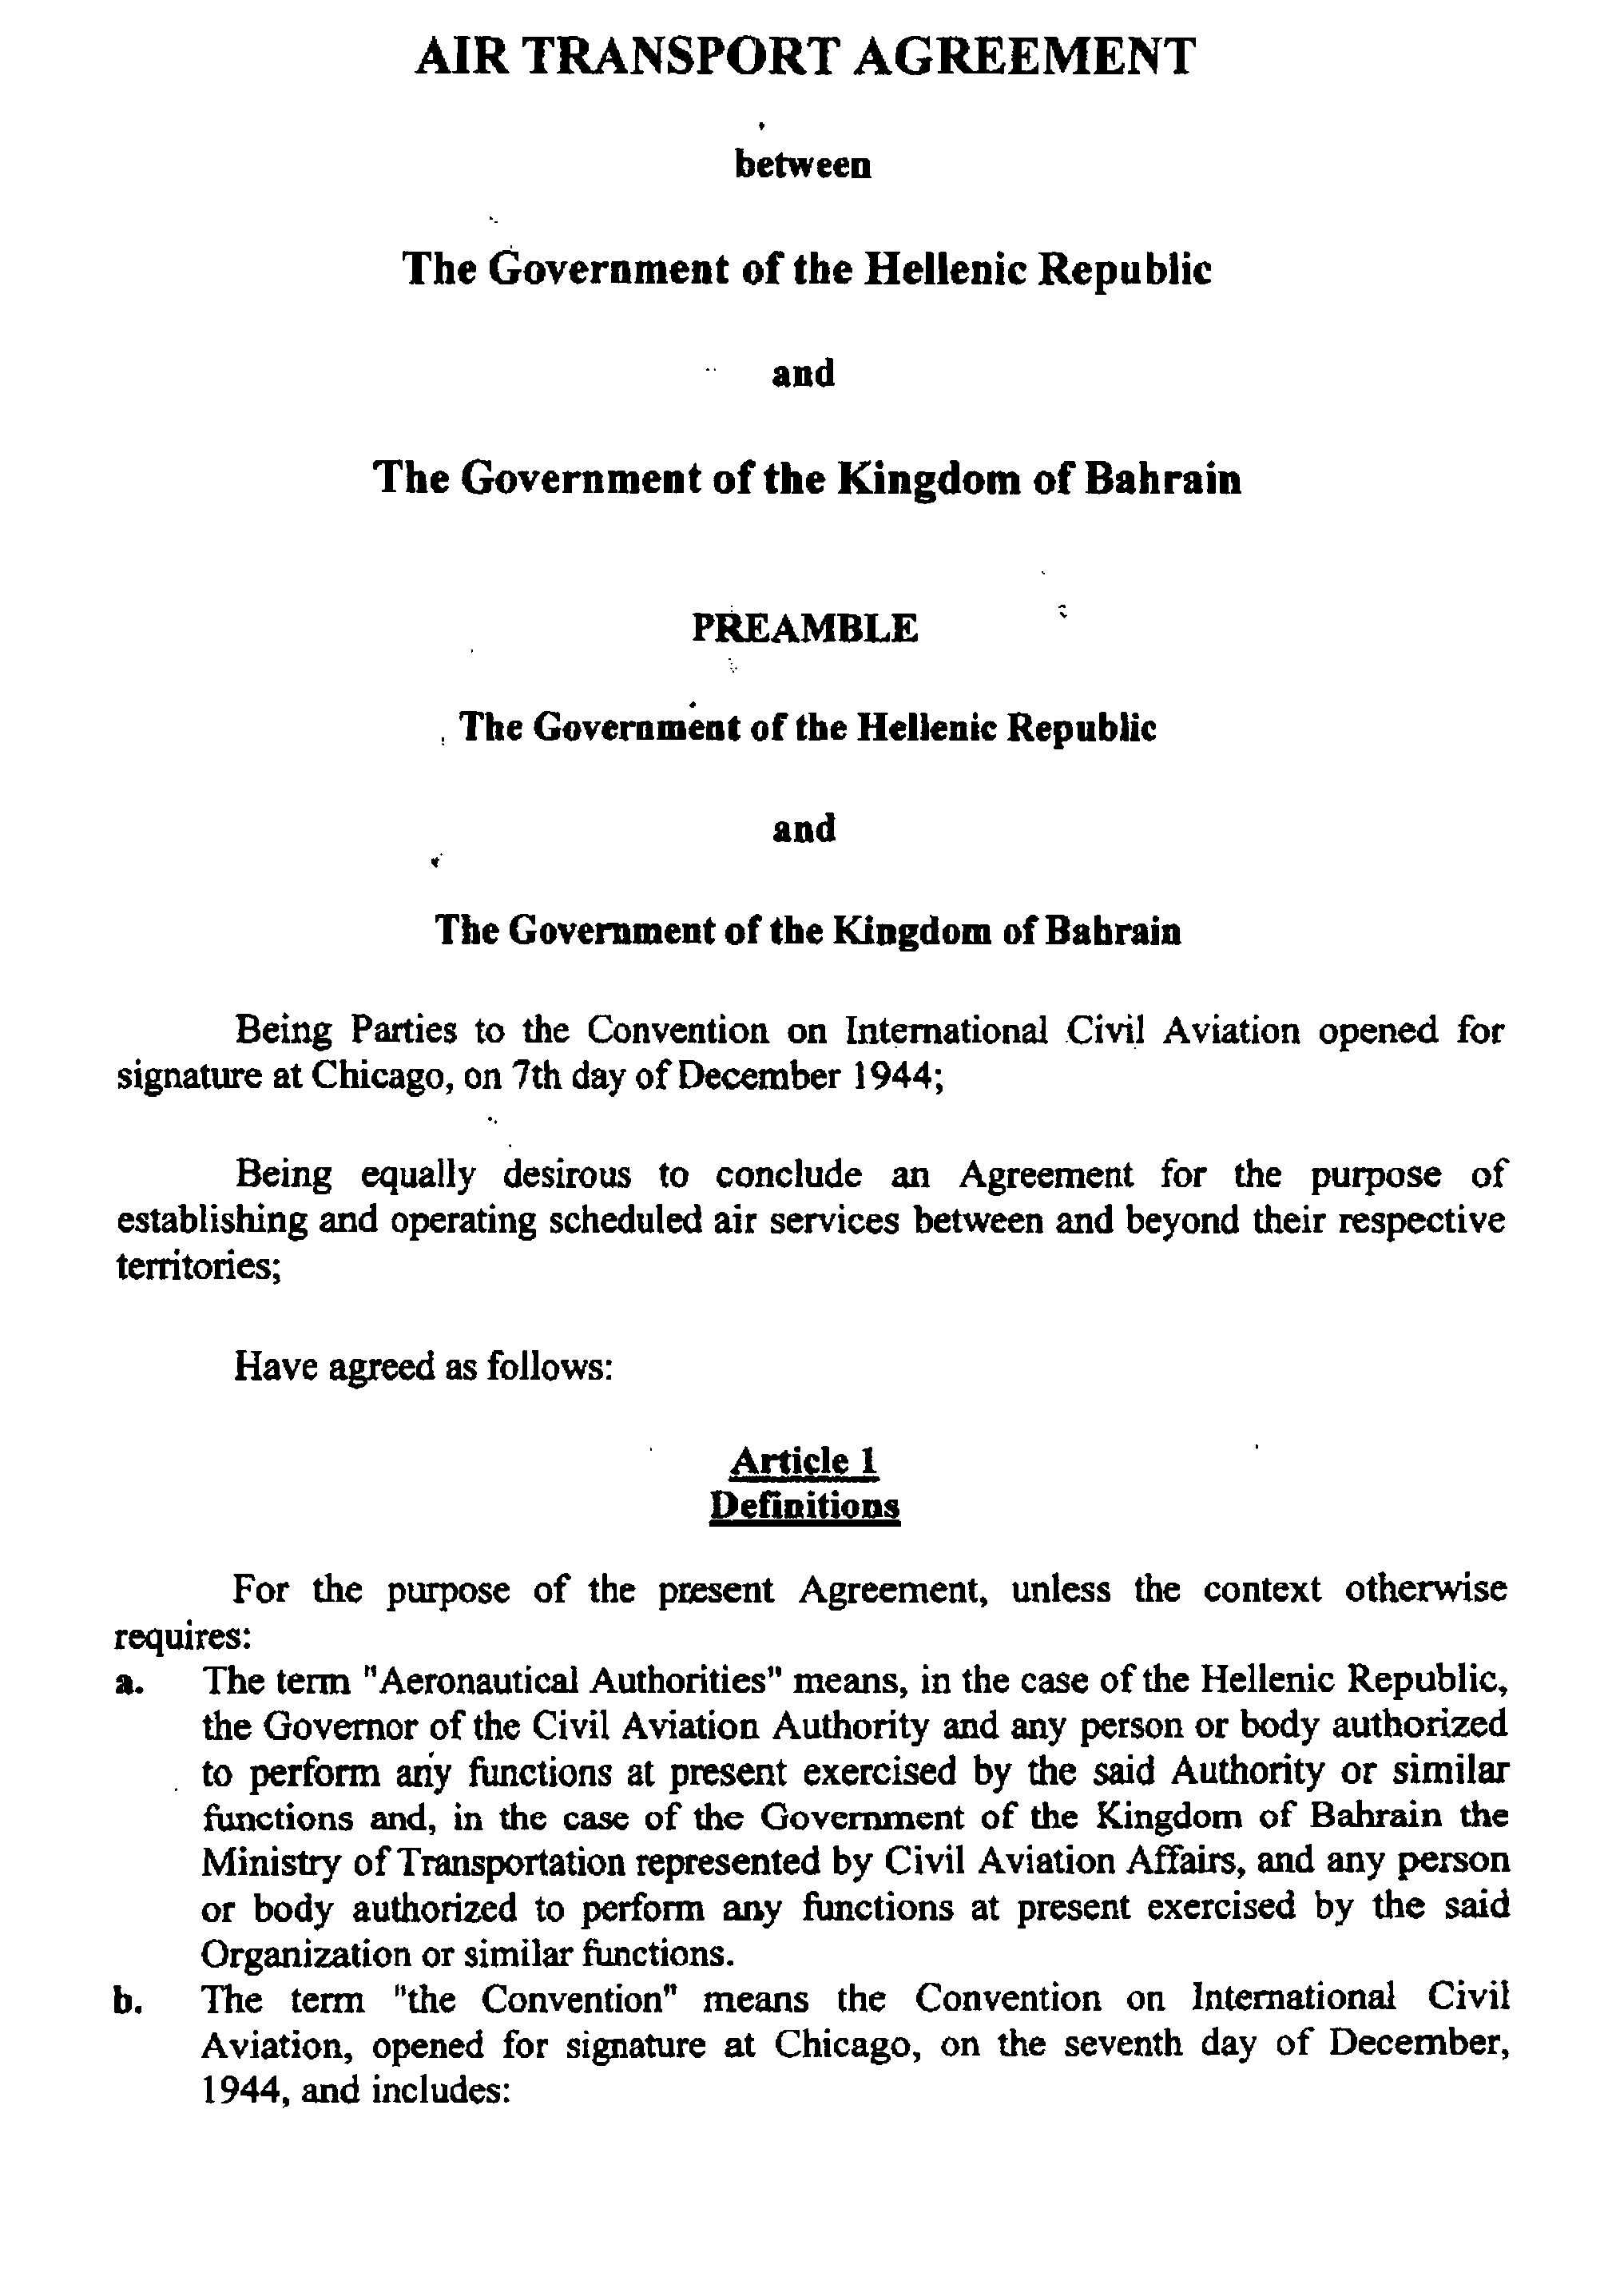 AIR TRANSPORT AGREEMENT
between
The Government of the Hellenic Republic
and
The Government of the Kingdom of Bahrain
PREAMBLE
The Government of the Hellenic Republic
and
The Government of the Kingdom of Bahrain
Being Parties to the Convention on International Civil Aviation opened for
signature at Chicago, on 7th day of December 1944;
Being equally desirous to conclude an Agreement for the purpose of
establishing and operating scheduled air services between and beyond their respective
territories;
Have agreed as follows:
Article 1
Definitions
For the purpose of the present Agreement, unless the context otherwise
requires:
a. The term "Aeronautical Authorities" means, in the case of the Hellenic Republic,
the Governor of the Civil Aviation Authority and any person or body authorized
to perform any functions at present exercised by the said Authority or similar
functions and, in the case of the Government of the Kingdom of Bahrain the
Ministry of Transportation represented by Civil Aviation Affairs, and any person
or body authorized to perform any functions at present exercised by the said
Organization or similar functions.
b. The term "the Convention" means the Convention on International Civil
Aviation, opened for signature at Chicago, on the seventh day of December,
1944, and includes: